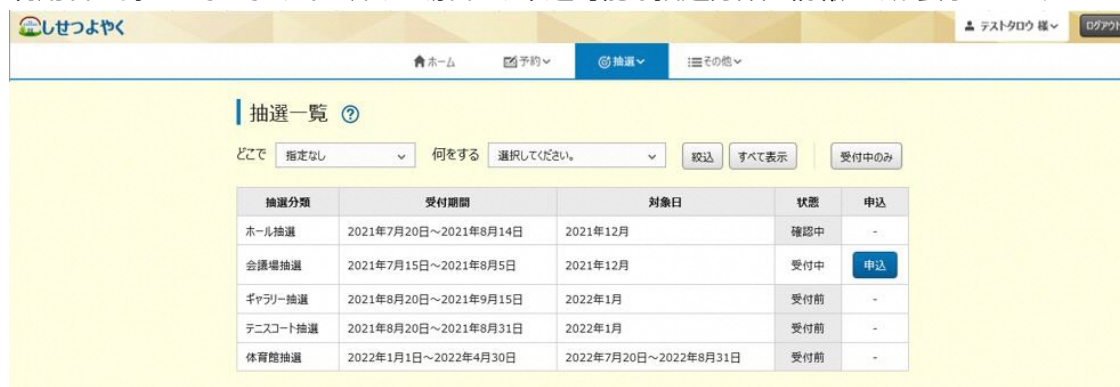 しせつよやく
テストタロウ 様
ログアウト
ホーム 予約 抽選 その他
抽選一覧 ?
どこで 指定なし 何をする 選択してください。 絞込 すべて表示 受付中のみ
抽選分類 受付期間 対象日 状態 申込
ホール抽選 2021年7月20日～2021年8月14日 2021年12月 確認中 -
会議場抽選 2021年7月15日～2021年8月5日 2021年12月 受付中 申込
ギャラリー抽選 2021年8月20日～2021年9月15日 2022年1月 受付前 -
テニスコート抽選 2021年8月20日～2021年8月31日 2022年1月 受付前 -
体育館抽選 2022年1月1日～2022年4月30日 2022年7月20日～2022年8月31日 受付前 -